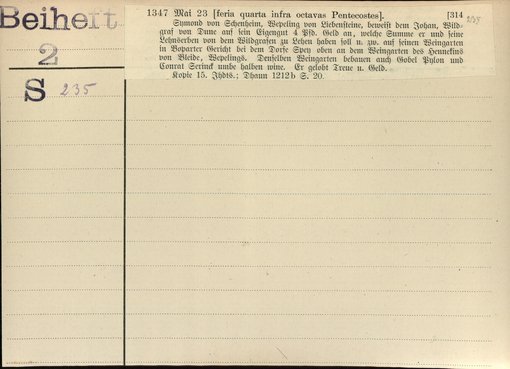 Beiheft
2
S 235
1347 Mai 23 [feria quarta infra octavas Pentecostes]. [314
Symond von Schenheim, Wepeling von Liebensteine, beweist dem Johan, Wild-
graf von Dune auf sein Eigengut 4 Pfd. Geld an, welche Summe er und seine
Lehnserben von dem Wildgrafen zu Lehen haben soll u. zw. auf seinen Weingarten
in Boparter Gericht bei dem Dorfe Spey oben an dem Weingarten des Hennekins
von Bleide, Wepelings. Denselben Weingarten bebauen auch Gobel Pylon und
Conrat umbe halben wine. Er gelobt Treue u. Geld.
Kopie 15. Jhdts.; Dhaun 1212b S. 20.